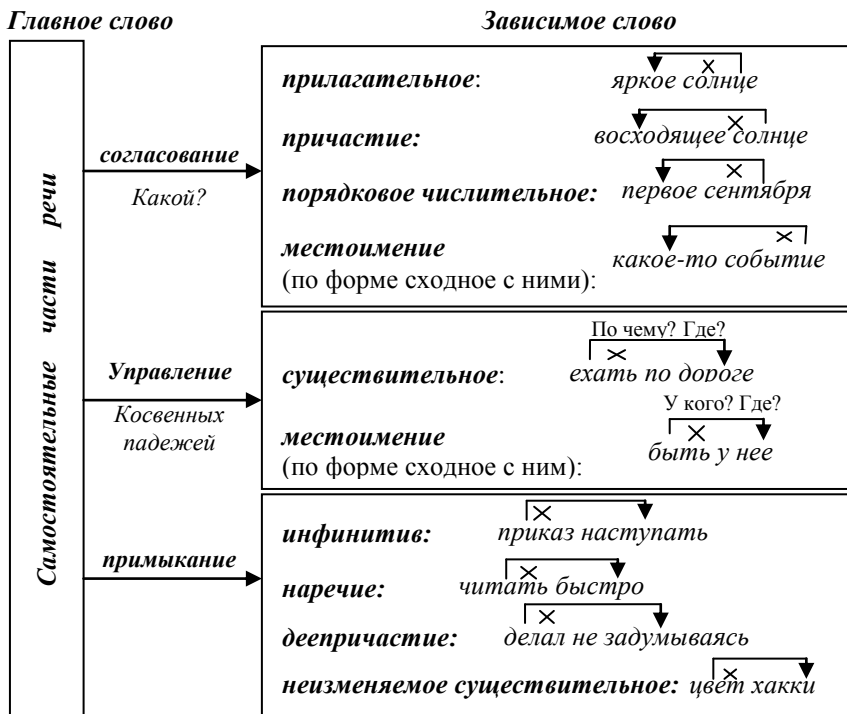 Главное слово
Зависимое слово
Самостоятельные части речи
согласование
Какой?
прилагательное: яркое солнце
причастие: восходящее солнце
порядковое числительное: первое сентября
местоимение
(по форме сходное с ними): какое-то событие
Управление
Косвенных
падежей
По чему? Где?
существительное: ехать по дороге
У кого? Где?
местоимение
(по форме сходное с ним): быть у нее
примыкание
инфинитив: приказ наступать
наречие: читать быстро
деепричастие: делал не задумываясь
неизменяемое существительное: цвет хакки